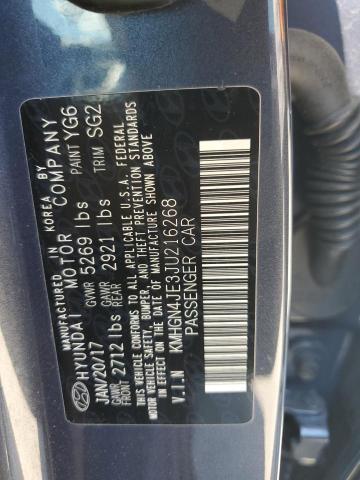 MANUFACTURED IN KOREA BY
HYUNDAI MOTOR COMPANY
JAN/20/17 GVWR 5269 lbs PAINT YG6
GAWR FRONT 2712 lbs GAWR REAR 2921 lbs TRIM SG2
THIS VEHICLE CONFORMS TO ALL APPLICABLE U.S.A. FEDERAL
MOTOR VEHICLE SAFETY, BUMPER, AND THEFT PREVENTION
STANDARDS IN EFFECT ON THE DATE OF MANUFACTURE SHOWN ABOVE.
V.I.N KMHGN4JE3JU216268
PASSENGER CAR